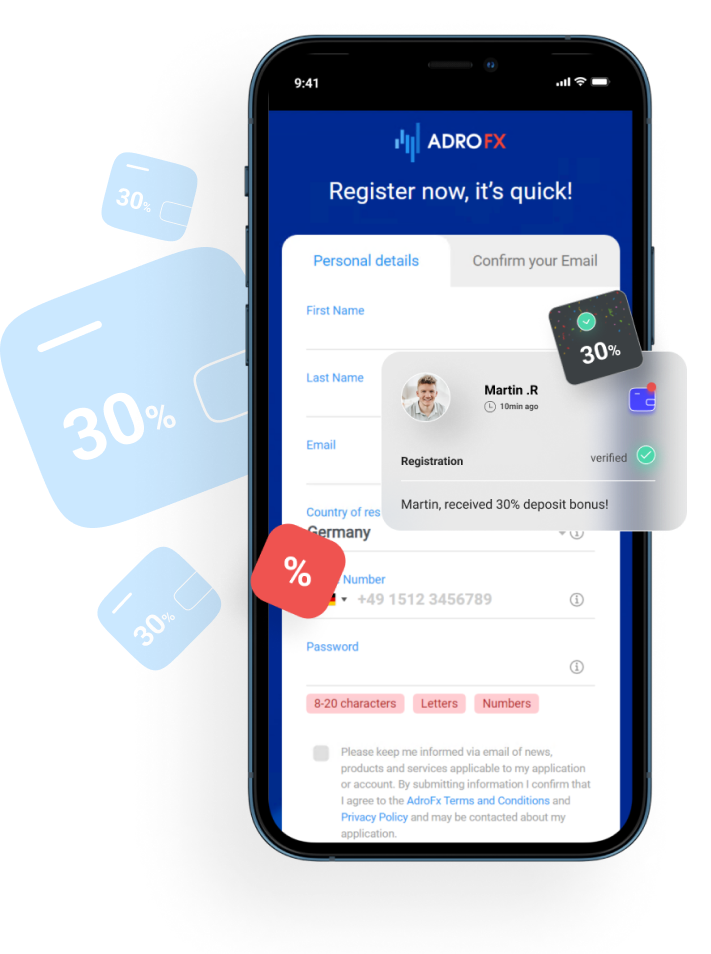 9:41
ADROFX
Register now, it's quick!
Personal details
Confirm your Email
First Name
30%
30%
Last Name
Martin .R
10min ago
30%
Email
Registration
verified
Martin, received 30% deposit bonus!
Country of res
Germany
%
Number
+49 1512 3456789
30%
Password
8-20 characters
Letters
Numbers
Please keep me informed via email of news,
products and services applicable to my application
or account. By submitting information I confirm that
I agree to the AdroFx Terms and Conditions and
Privacy Policy and may be contacted about my
application.